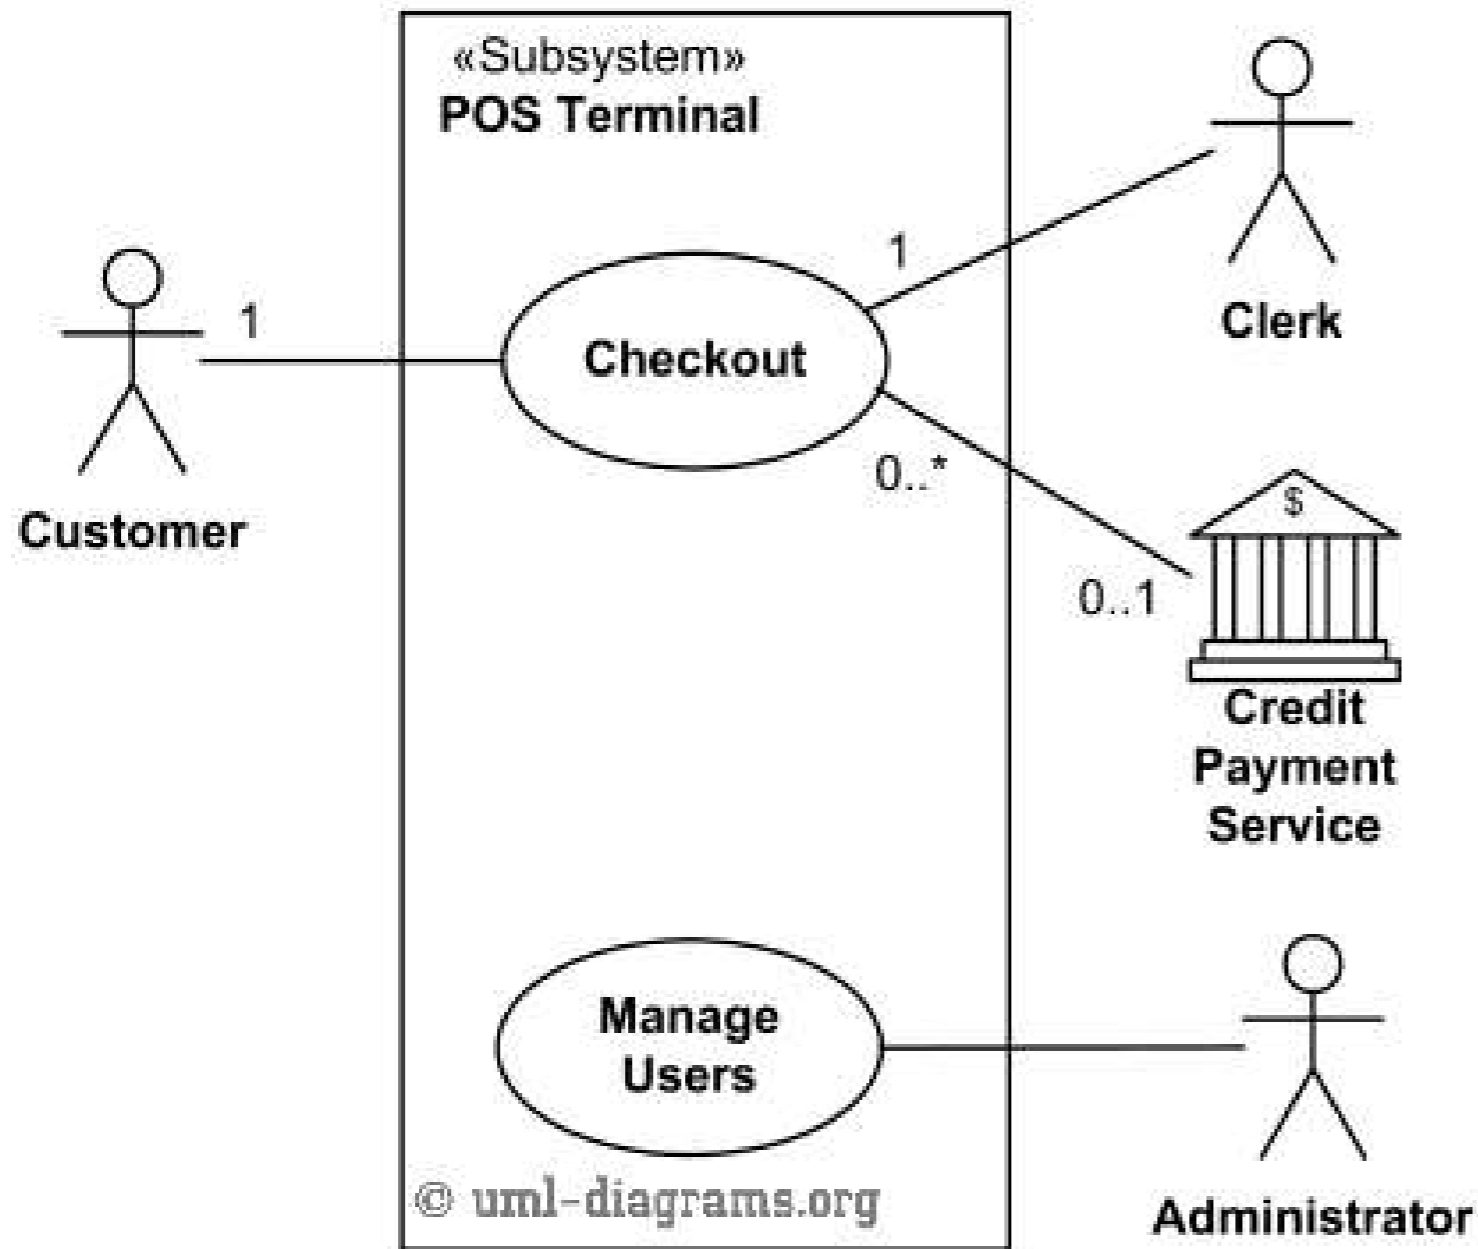 «Subsystem»
POS Terminal
1
Clerk
1
Checkout
Customer
0..*
$
0..1
Credit
Payment
Service
Manage
Users
© uml-diagrams.org
Administrator